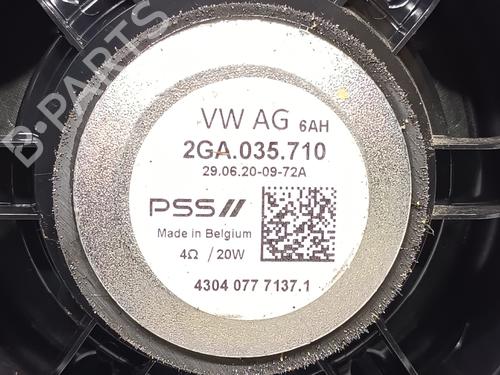 VW AG 6AH
2GA.035.710
29.06.20-09-72A
PSS//
Made in Belgium
4Ω / 20W
4304 077 7137.1
B-PARTS